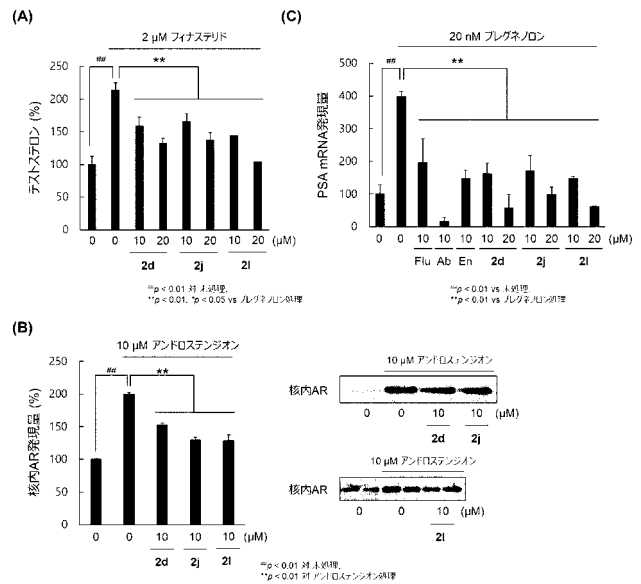 (A)
2 μM フィナステリド
##
**
テストステロン (%)
250
200
150
100
50
0
0 0 10 20 10 20 10 20 (μM)
2d 2j 2l
##p < 0.01 対 未処理,
**p < 0.01, *p < 0.05 vs プレグネノロン処理
(C)
20 nM プレグネノロン
##
**
PSA mRNA発現量
500
400
300
200
100
0
0 0 10 10 10 10 20 10 20 10 20 (μM)
Flu Ab En 2d 2j 2l
##p < 0.01 vs 未処理,
**p < 0.01 vs プレグネノロン処理
(B)
10 μM アンドロステンジオン
##
**
核内AR発現量 (%)
250
200
150
100
50
0
0 0 10 10 10 (μM)
2d 2j 2l
##p < 0.01 対 未処理,
**p < 0.01 対 アンドロステンジオン処理
10 μM アンドロステンジオン
核内AR
0 0 10 10 (μM)
2d 2j
10 μM アンドロステンジオン
核内AR
0 0 10 (μM)
2l